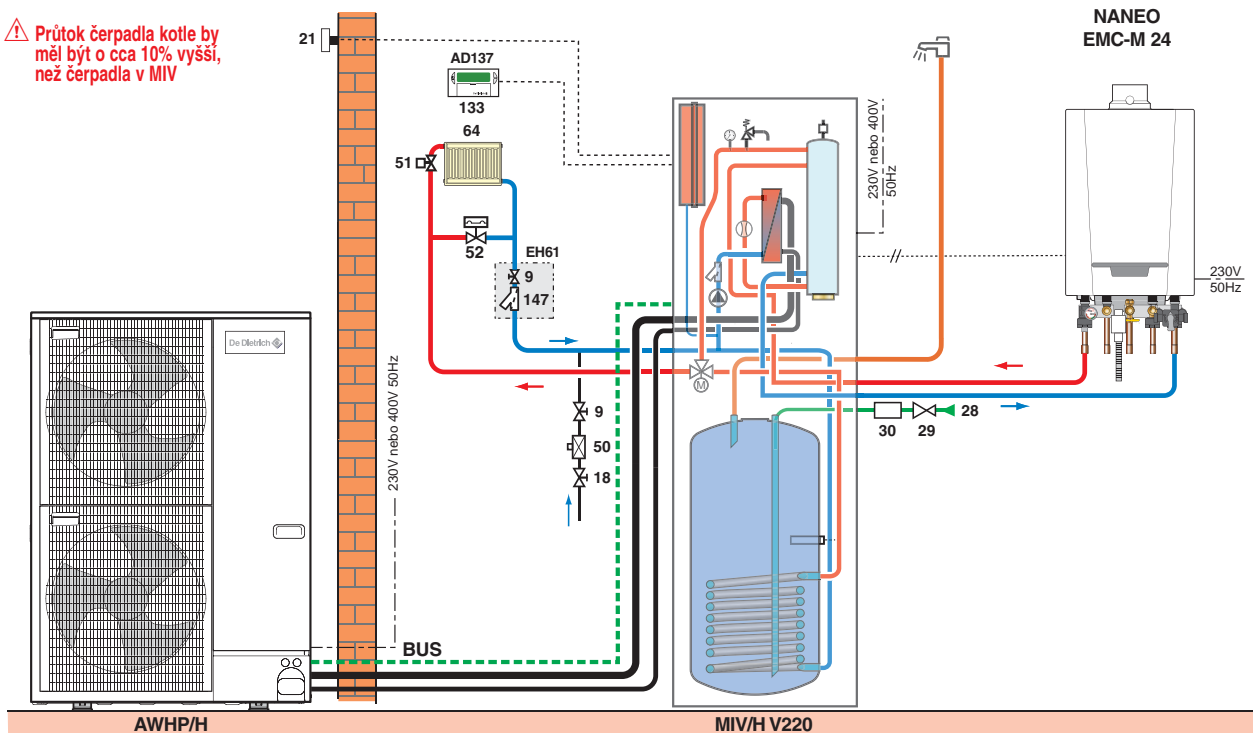 Průtok čerpadla kotle by
měl být o cca 10% vyšší,
než čerpadla v MIV
21
AD137
133
64
51
52
EH61
9
147
9
50
18
230V nebo 400V 50Hz
De Dietrich
BUS
230V nebo 400V
50Hz
M
NANEO
EMC-M 24
230V
50Hz
28
29
30
AWHP/H
MIV/H V220